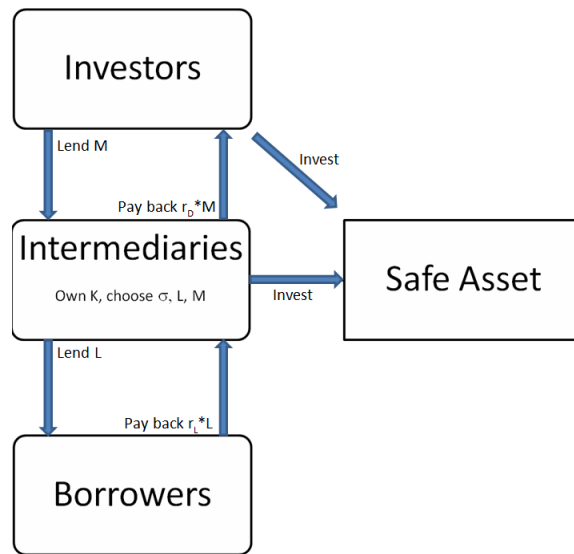 Investors
Lend M
Invest
Pay back r_D*M
Intermediaries
Own K, choose σ, L, M
Invest
Safe Asset
Lend L
Pay back r_L*L
Borrowers